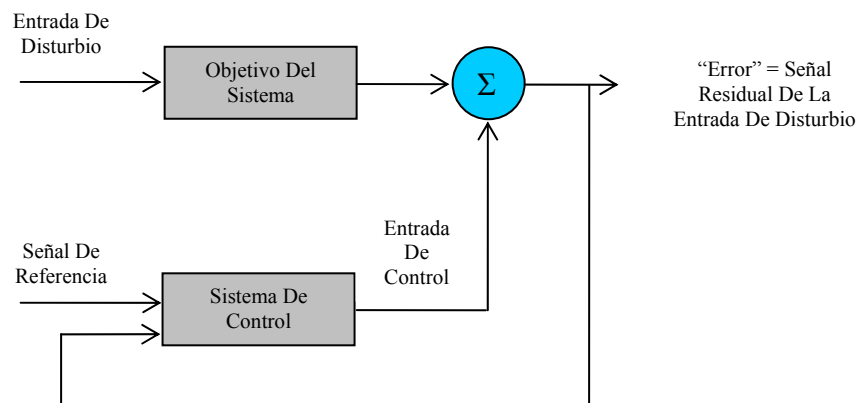 Entrada De
Disturbio
Objetivo Del
Sistema
Σ
“Error” = Señal
Residual De La
Entrada De Disturbio
Entrada
De
Control
Señal De
Referencia
Sistema De
Control